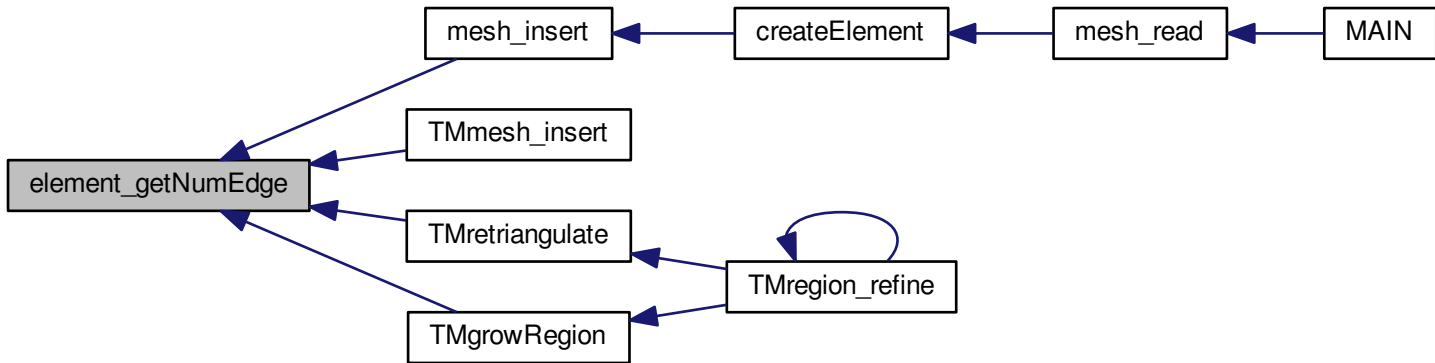 mesh_insert
createElement
mesh_read
MAIN
TMmesh_insert
element_getNumEdge
TMretriangulate
TMregion_refine
TMgrowRegion